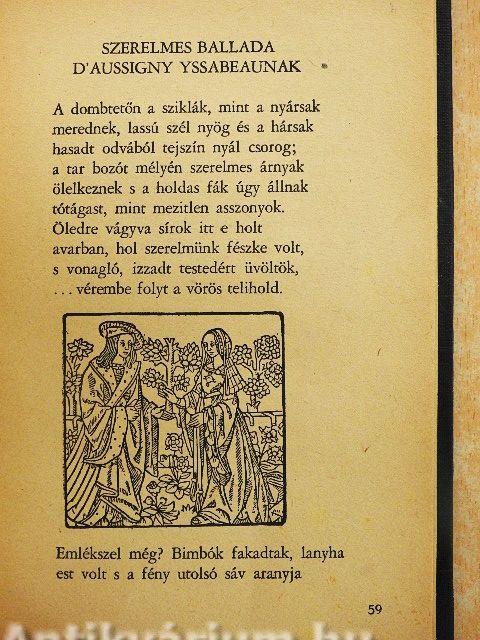 SZERELMES BALLADA
D'AUSSIGNY YSSABEAUNAK
A dombtetőn a sziklák, mint a nyársak
merednek, lassú szél nyög és a hársak
hasadt odvából tejszín nyál csorog;
a tar bozót mélyén szerelmes árnyak
ölelkeznek s a holdas fák úgy állnak
tótágast, mint mezitlen asszonyok.
Öledre vágyva sírok itt e holt
avarban, hol szerelmünk fészke volt,
s vonagló, izzadt testedért üvöltök,
...vérembe folyt a vörös telihold.
Emlékszel még? Bimbók fakadtak, lanyha
est volt s a fény utolsó sáv aranyja
59
Antikvárium.hu